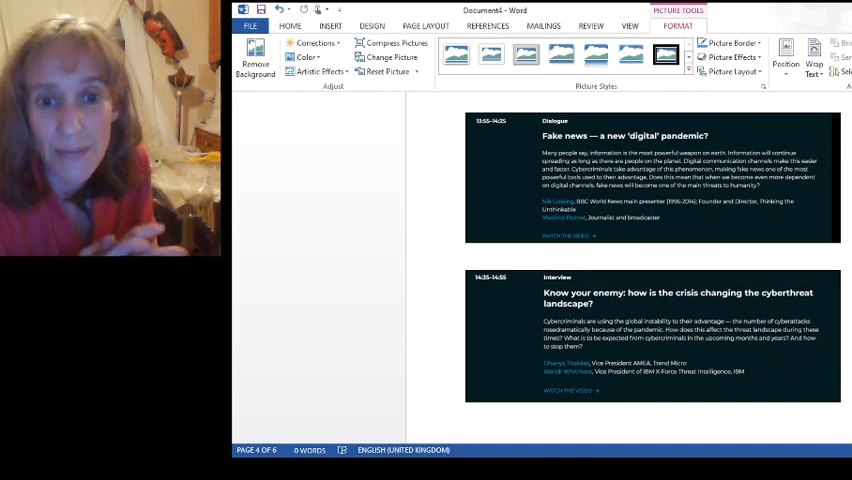 Document4 - Word
PICTURE TOOLS
FILE HOME INSERT DESIGN PAGE LAYOUT REFERENCES MAILINGS REVIEW VIEW FORMAT
Remove Background
Corrections
Color
Artistic Effects
Compress Pictures
Change Picture
Reset Picture
Adjust
Picture Styles
Picture Border
Picture Effects
Picture Layout
Position
Wrap Text
13:55-14:25 Dialogue
Fake news — a new ‘digital’ pandemic?
Many people say, information is the most powerful weapon on earth. Information will continue
spreading as long as there are people on the planet. Digital communication channels make this easier
and faster. Cybercriminals take advantage of this phenomenon, making fake news one of the most
powerful tools used to their advantage. Does this mean that when we become even more dependent
on digital channels, fake news will become one of the main threats to humanity?
Nik Gowing, BBC World News main presenter (1996-2014); Founder and Director, Thinking the
Unthinkable
Vladimir Pozner, Journalist and broadcaster
WATCH THE VIDEO →
14:35-14:55 Interview
Know your enemy: how is the crisis changing the cyberthreat
landscape?
Cybercriminals are using the global instability to their advantage — the number of cyberattacks
rosedramatically because of the pandemic. How does this affect the threat landscape during these
times? What is to be expected from cybercriminals in the upcoming months and years? And how
to stop them?
Dhanya Thakkar, Vice President AMEA, Trend Micro
Wendi Whitmore, Vice President of IBM X-Force Threat Intelligence, IBM
WATCH THE VIDEO →
PAGE 4 OF 6 0 WORDS ENGLISH (UNITED KINGDOM)